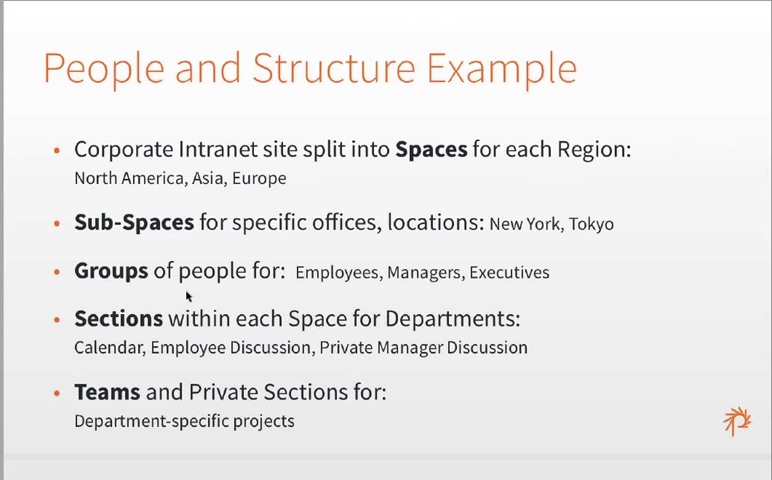 People and Structure Example
• Corporate Intranet site split into Spaces for each Region:
North America, Asia, Europe
• Sub-Spaces for specific offices, locations: New York, Tokyo
• Groups of people for: Employees, Managers, Executives
• Sections within each Space for Departments:
Calendar, Employee Discussion, Private Manager Discussion
• Teams and Private Sections for:
Department-specific projects